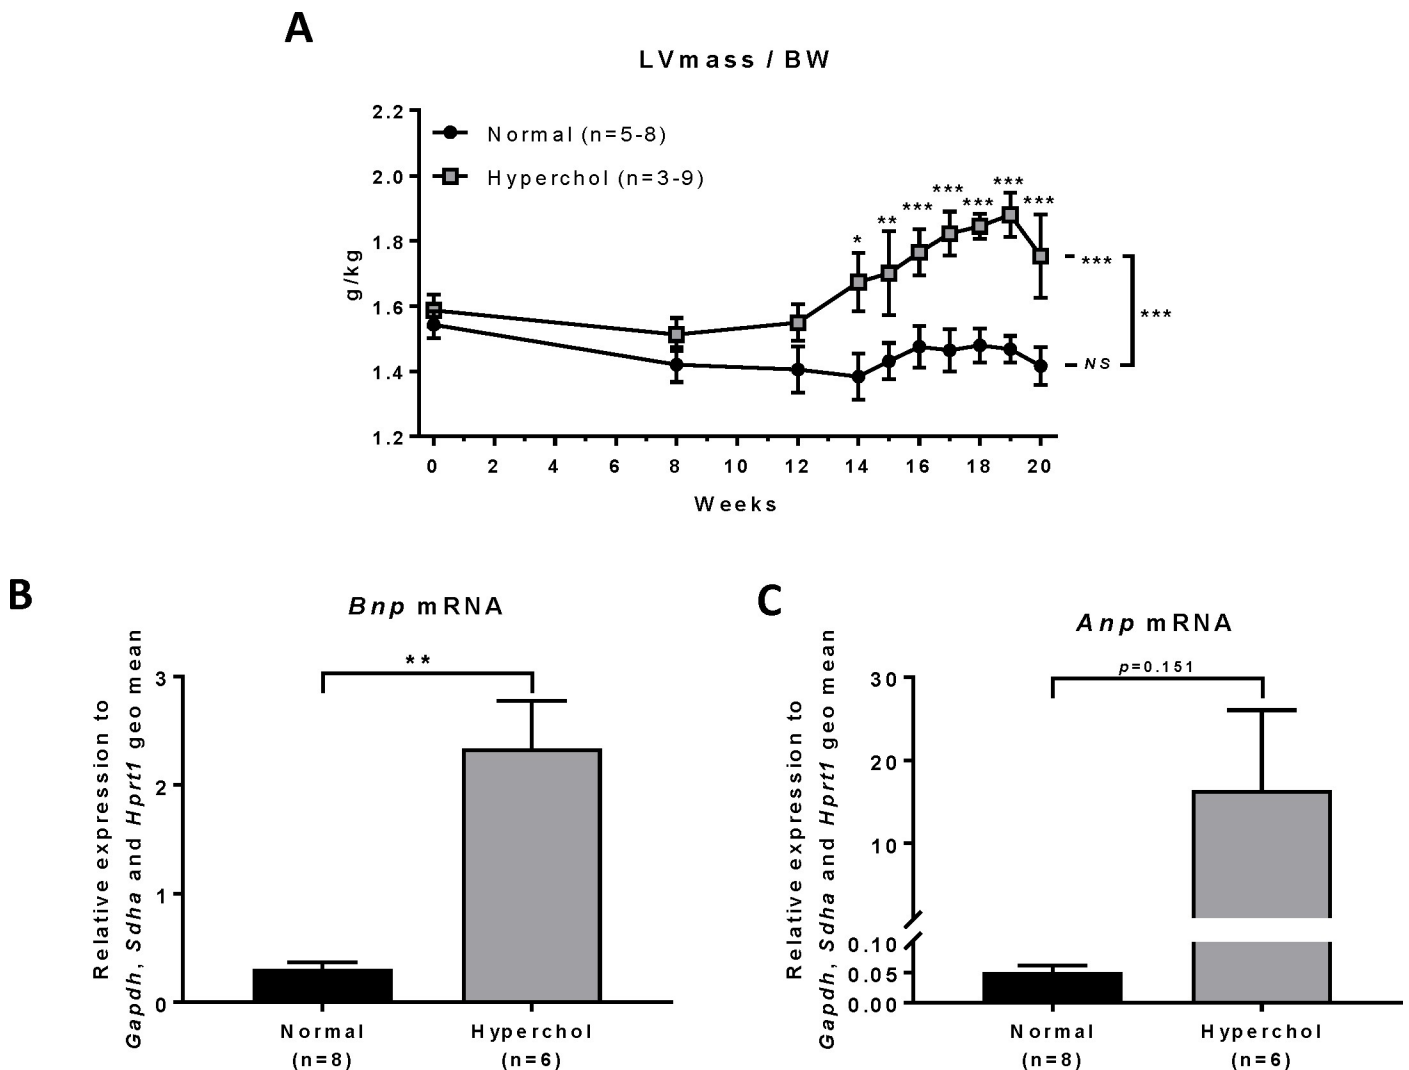 A
LVmass / BW
2.2
2.0
1.8
1.6
1.4
1.2
g/kg
Normal (n=5-8)
Hyperchol (n=3-9)
* ** *** *** *** *** ***
***
***
NS
0 2 4 6 8 10 12 14 16 18 20
Weeks
B
Bnp mRNA
Relative expression to
Gapdh, Sdha and Hprt1 geo mean
3
2
1
0
**
Normal
(n=8)
Hyperchol
(n=6)
C
Anp mRNA
p=0.151
Relative expression to
Gapdh, Sdha and Hprt1 geo mean
30
20
10
0.10
0.05
0.00
Normal
(n=8)
Hyperchol
(n=6)